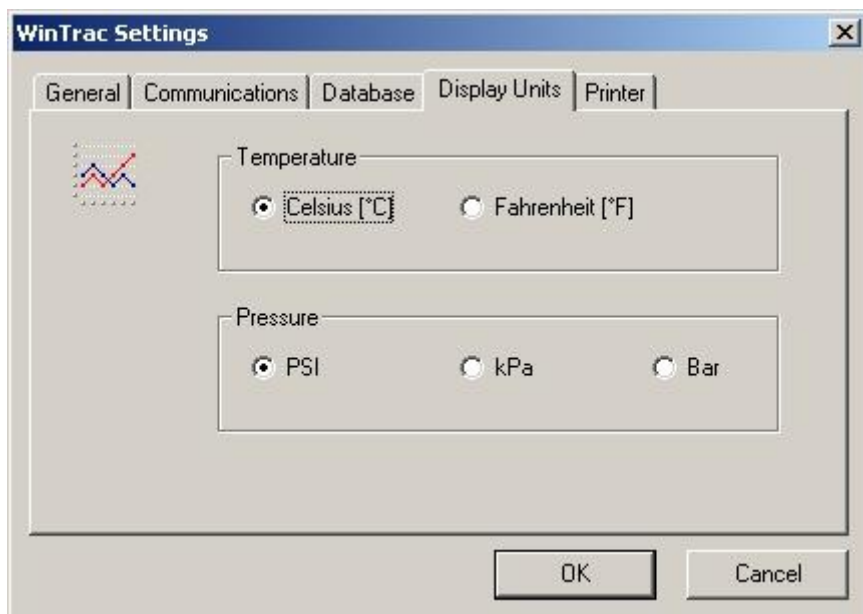 WinTrac Settings
General Communications Database Display Units Printer
Temperature
Celsius [°C] Fahrenheit [°F]
Pressure
PSI kPa Bar
OK Cancel